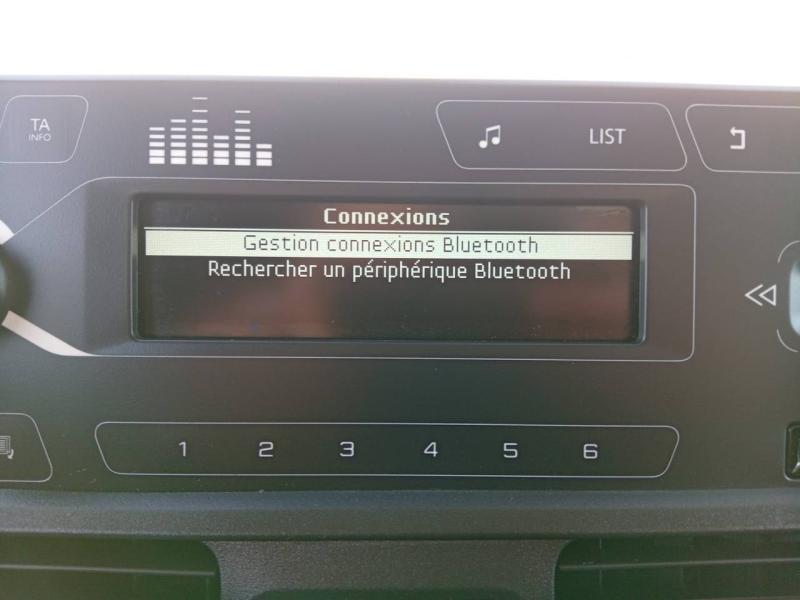 TA
INFO
LIST
Connexions
Gestion connexions Bluetooth
Rechercher un périphérique Bluetooth
1 2 3 4 5 6